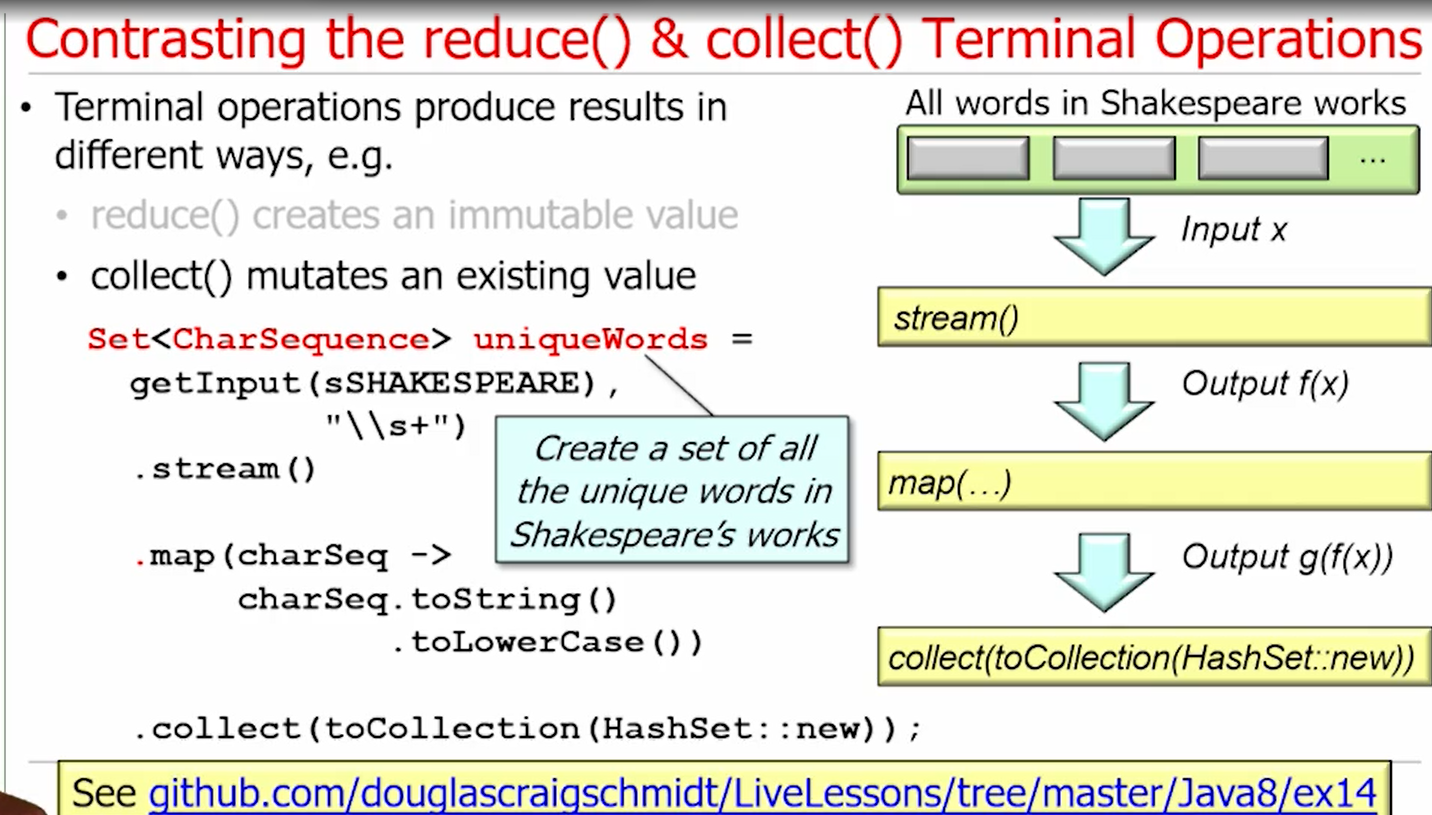 Contrasting the reduce() & collect() Terminal Operations
• Terminal operations produce results in
different ways, e.g.
• reduce() creates an immutable value
• collect() mutates an existing value
Set<CharSequence> uniqueWords =
getInput(sSHAKESPEARE),
"\\s+")
.stream()
.map(charSeq ->
charSeq.toString()
.toLowerCase())
.collect(toCollection(HashSet::new));
Create a set of all
the unique words in
Shakespeare's works
All words in Shakespeare works
...
Input x
stream()
Output f(x)
map(...)
Output g(f(x))
collect(toCollection(HashSet::new))
See github.com/douglascraigschmidt/LiveLessons/tree/master/Java8/ex14